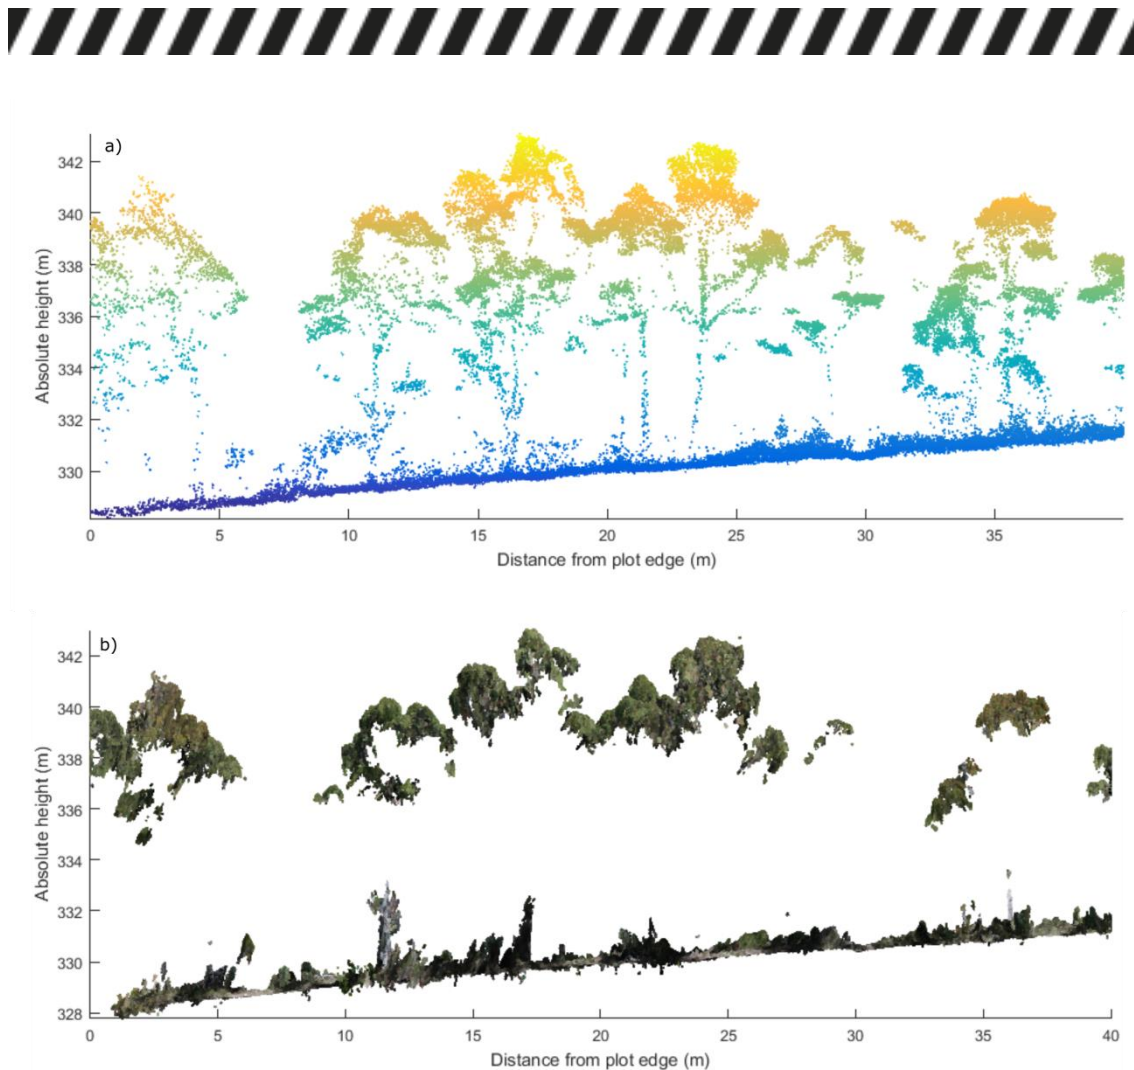 a)
342
340
338
336
334
332
330
Absolute height (m)
0 5 10 15 20 25 30 35
Distance from plot edge (m)
b)
342
340
338
336
334
332
330
328
Absolute height (m)
0 5 10 15 20 25 30 35 40
Distance from plot edge (m)